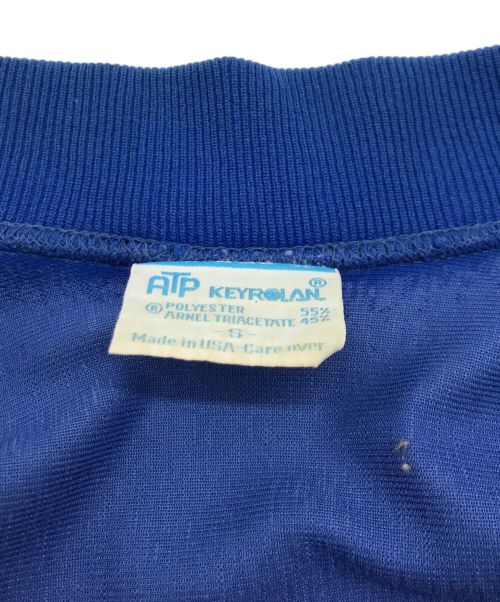 ATP KEYROLAN®
POLYESTER 55%
® ARNEL TRIACETATE 45%
- S -
Made in USA-Care over